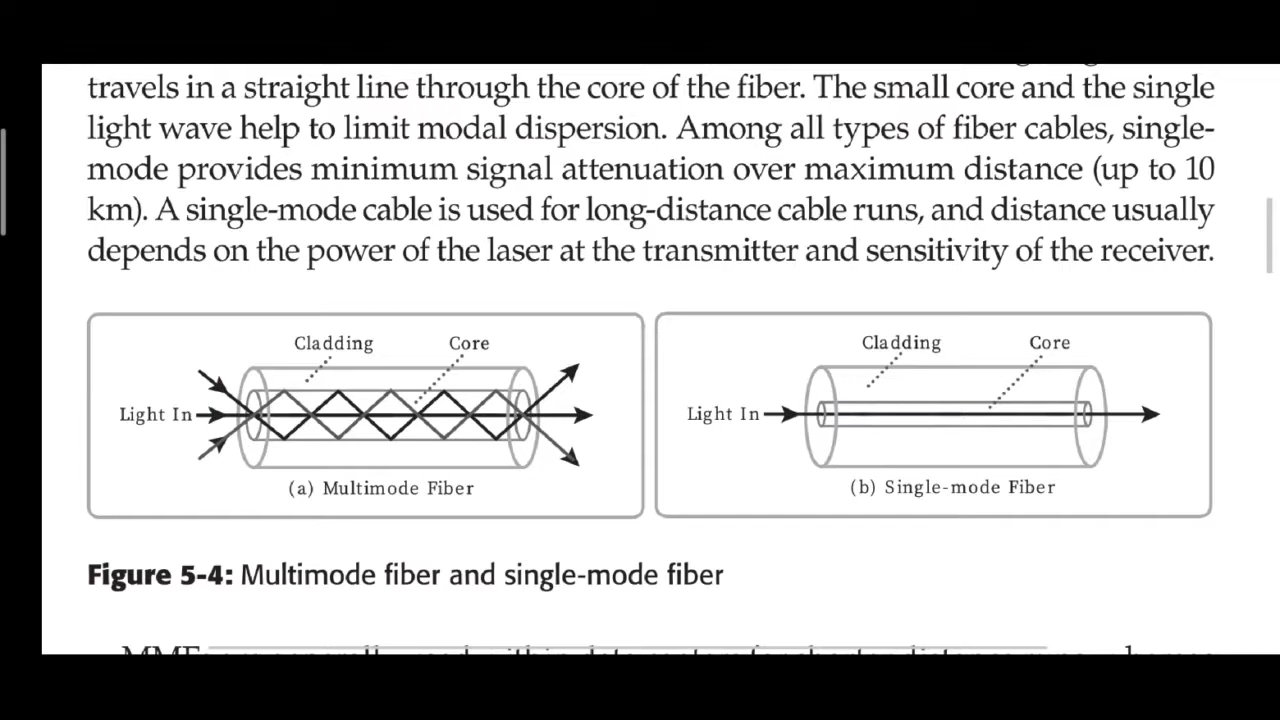 travels in a straight line through the core of the fiber. The small core and the single
light wave help to limit modal dispersion. Among all types of fiber cables, single-
mode provides minimum signal attenuation over maximum distance (up to 10
km). A single-mode cable is used for long-distance cable runs, and distance usually
depends on the power of the laser at the transmitter and sensitivity of the receiver.
Cladding
Core
Light In
(a) Multimode Fiber
Cladding
Core
Light In
(b) Single-mode Fiber
Figure 5-4: Multimode fiber and single-mode fiber